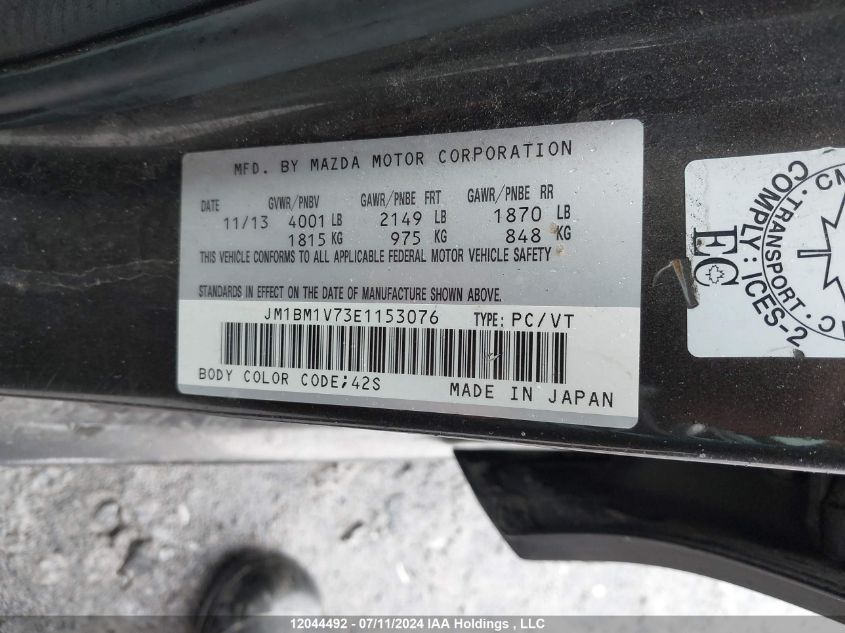 MFD. BY MAZDA MOTOR CORPORATION
DATE GVWR/PNBV GAWR/PNBE FRT GAWR/PNBE RR
11/13 4001 LB 2149 LB 1870 LB
1815 KG 975 KG 848 KG
THIS VEHICLE CONFORMS TO ALL APPLICABLE FEDERAL MOTOR VEHICLE SAFETY
STANDARDS IN EFFECT ON THE DATE OF MANUFACTURE SHOWN ABOVE.
JM1BM1V73E1153076 TYPE: PC/VT
BODY COLOR CODE;42S MADE IN JAPAN
COMPLY: ICES-2
TRANSPORT
EC
12044492 - 07/11/2024 IAA Holdings , LLC